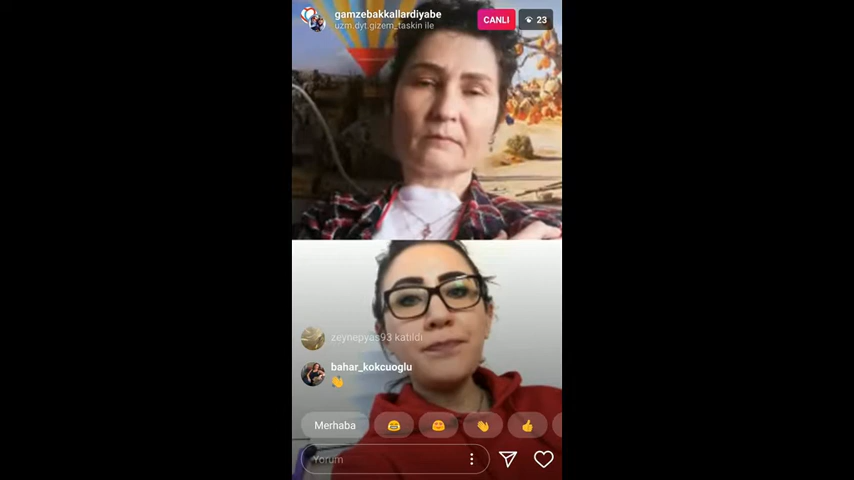 gamzebakkallardiyabe
uzm.dyt.gizem_taskin ile
CANLI
23
zeynepyas93 katıldı
bahar_kokcuoglu
Merhaba
Yorum